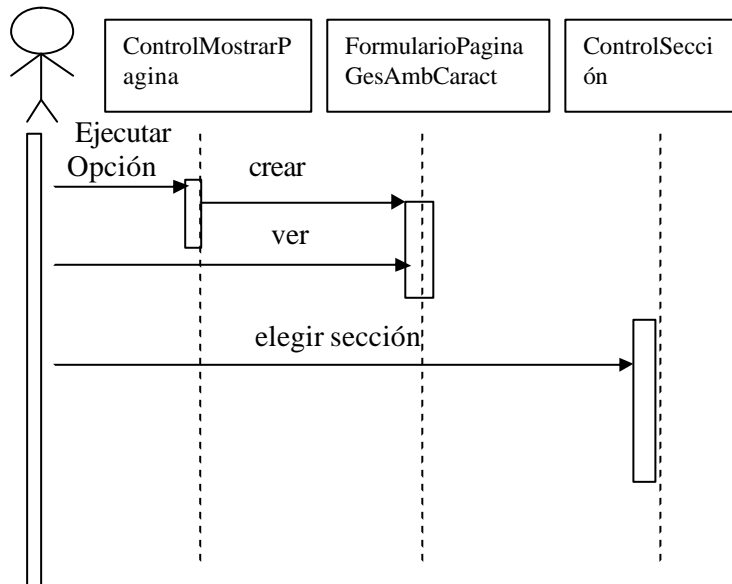 ControlMostrarP
agina
FormularioPagina
GesAmbCaract
ControlSecci
ón
Ejecutar
Opción
crear
ver
elegir sección